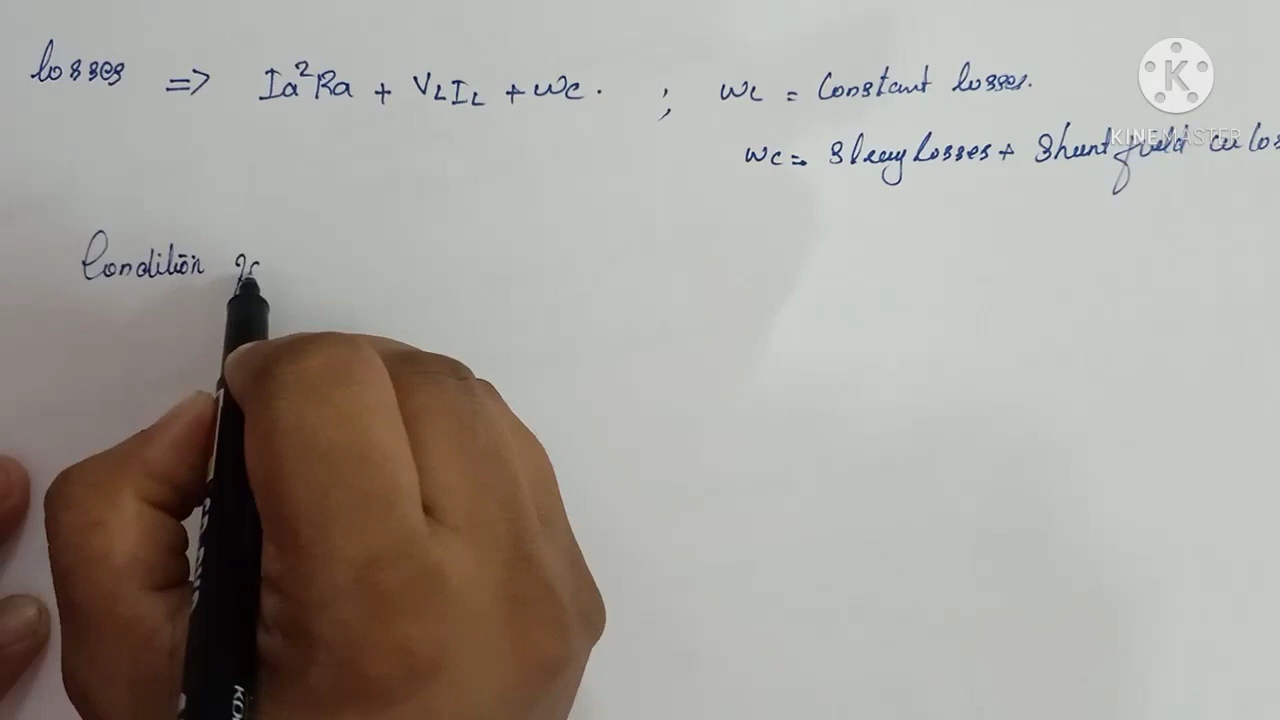 losses => Ia²Ra + VLIL + Wc. ; Wc = Constant losses.
KINEMASTER
Wc = Stray losses + Shunt field cu los
Condition